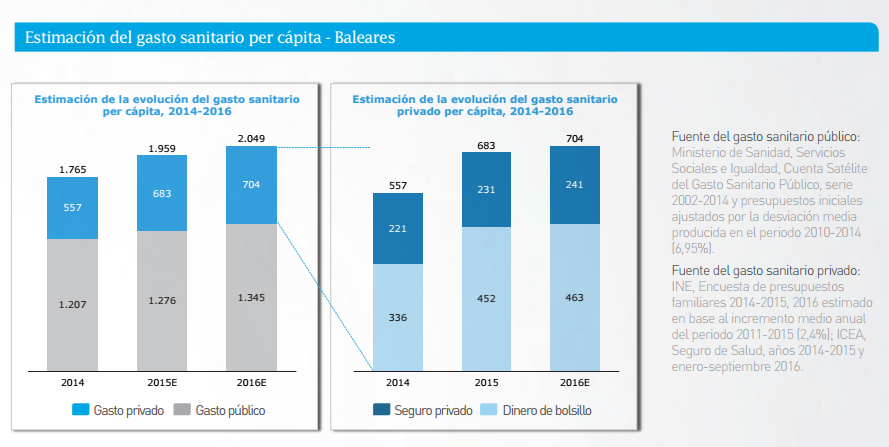 Estimación del gasto sanitario per cápita - Baleares
Estimación de la evolución del gasto sanitario
per cápita, 2014-2016
2.049
1.959
1.765
704
683
557
1.207
1.276
1.345
2014
2015E
2016E
Gasto privado
Gasto público
Estimación de la evolución del gasto sanitario
privado per cápita, 2014-2016
704
683
557
241
231
221
336
452
463
2014
2015
2016E
Seguro privado
Dinero de bolsillo
Fuente del gasto sanitario público:
Ministerio de Sanidad, Servicios
Sociales e Igualdad, Cuenta Satélite
del Gasto Sanitario Público, serie
2002-2014 y presupuestos iniciales
ajustados por la desviación media
producida en el periodo 2010-2014
(6,95%).
Fuente del gasto sanitario privado:
INE, Encuesta de presupuestos
familiares 2014-2015, 2016 estimado
en base al incremento medio anual
del periodo 2011-2015 (2,4%); ICEA,
Seguro de Salud, años 2014-2015 y
enero-septiembre 2016.